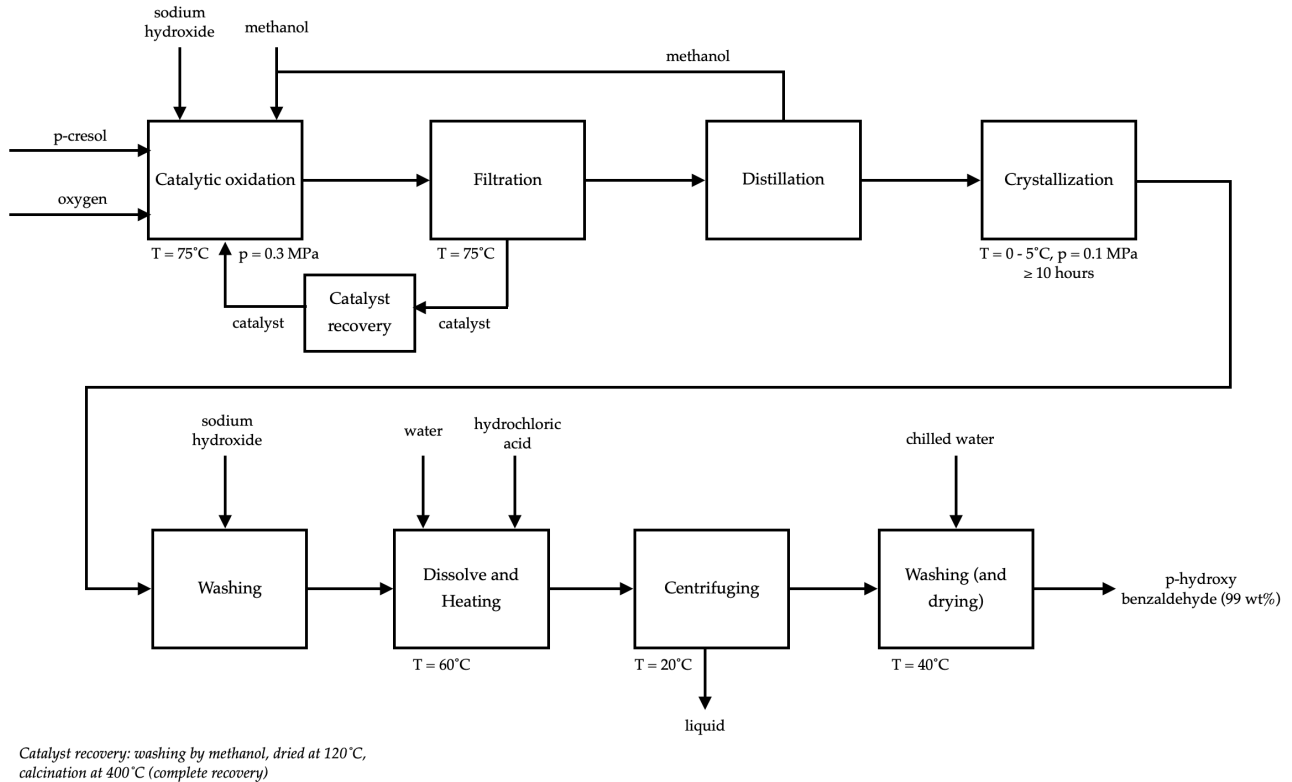 sodium
hydroxide
methanol
methanol
p-cresol
oxygen
Catalytic oxidation
Filtration
Distillation
Crystallization
T = 75˚C
p = 0.3 MPa
T = 75˚C
T = 0 - 5˚C, p = 0.1 MPa
≥ 10 hours
Catalyst
recovery
catalyst
catalyst
sodium
hydroxide
water
hydrochloric
acid
chilled water
Washing
Dissolve and
Heating
Centrifuging
Washing (and
drying)
p-hydroxy
benzaldehyde (99 wt%)
T = 60˚C
T = 20˚C
T = 40˚C
liquid
Catalyst recovery: washing by methanol, dried at 120˚C,
calcination at 400˚C (complete recovery)